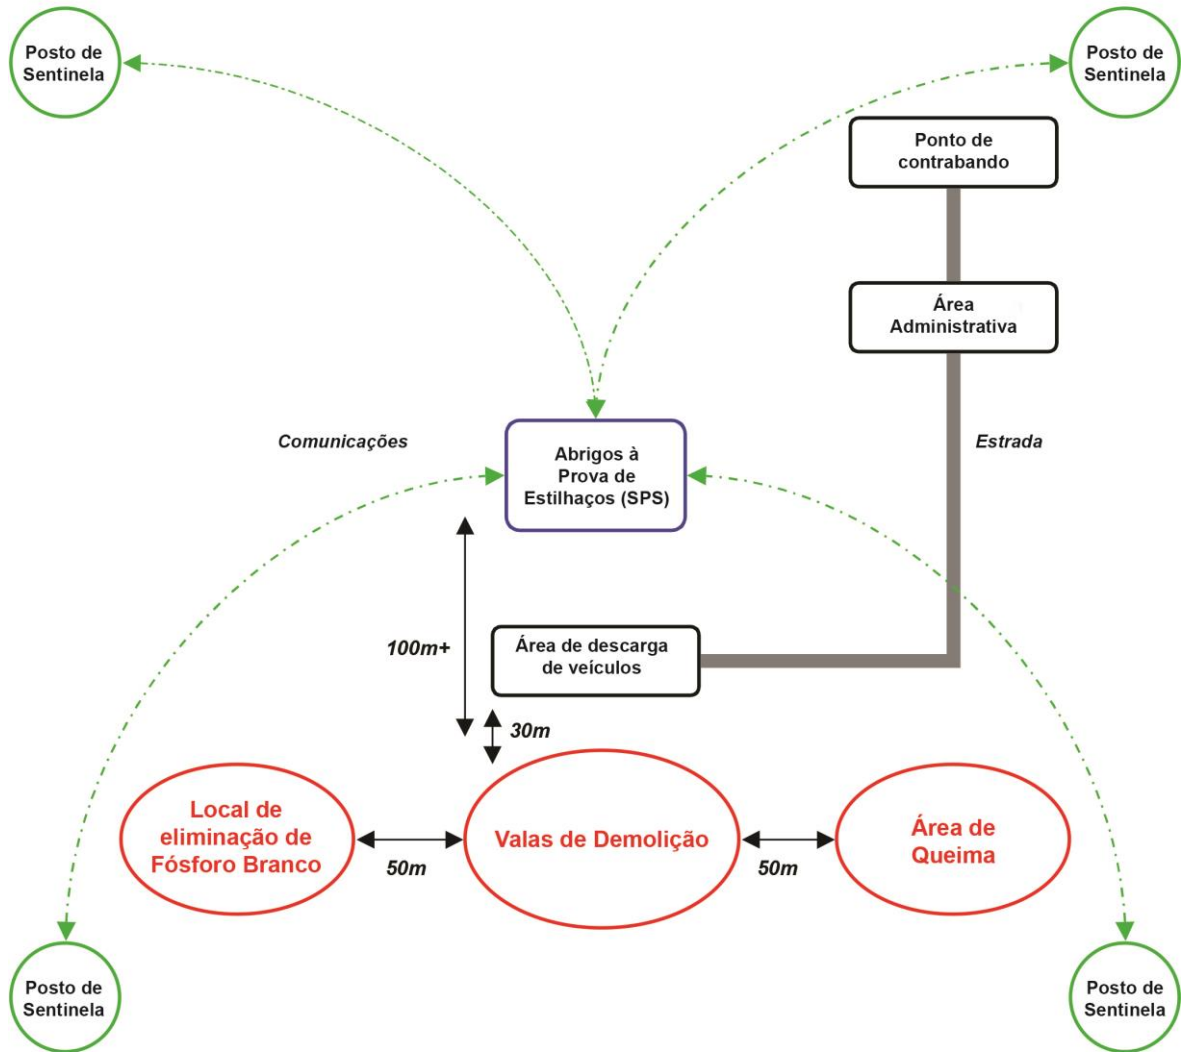 Posto de
Sentinela
Posto de
Sentinela
Ponto de
contrabando
Área
Administrativa
Comunicações
Abrigos à
Prova de
Estilhaços (SPS)
Estrada
100m+
Área de descarga
de veículos
30m
Local de
eliminação de
Fósforo Branco
50m
Valas de Demolição
50m
Área de
Queima
Posto de
Sentinela
Posto de
Sentinela